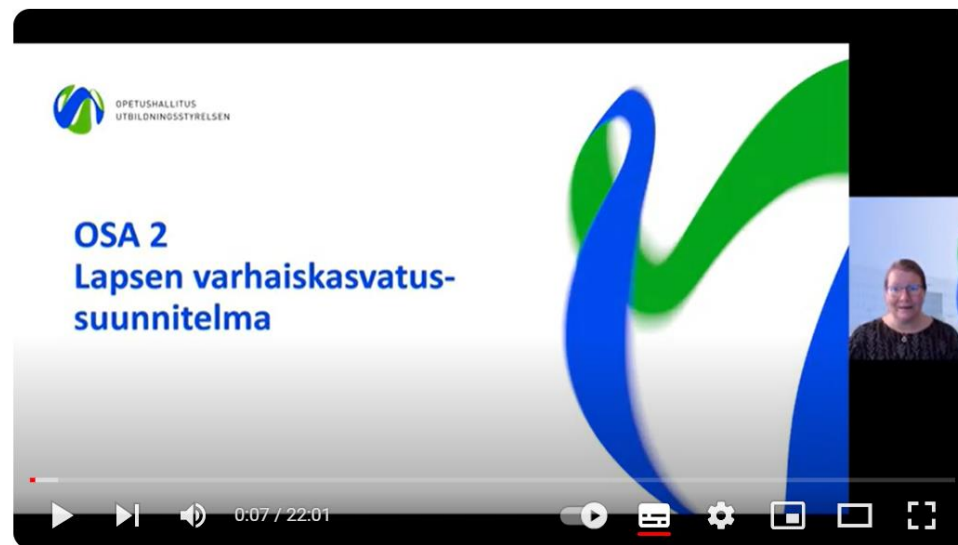 OPETUSHALLITUS
UTBILDNINGSSTYRELSEN
OSA 2
Lapsen varhaiskasvatus-
suunnitelma
0:07 / 22:01